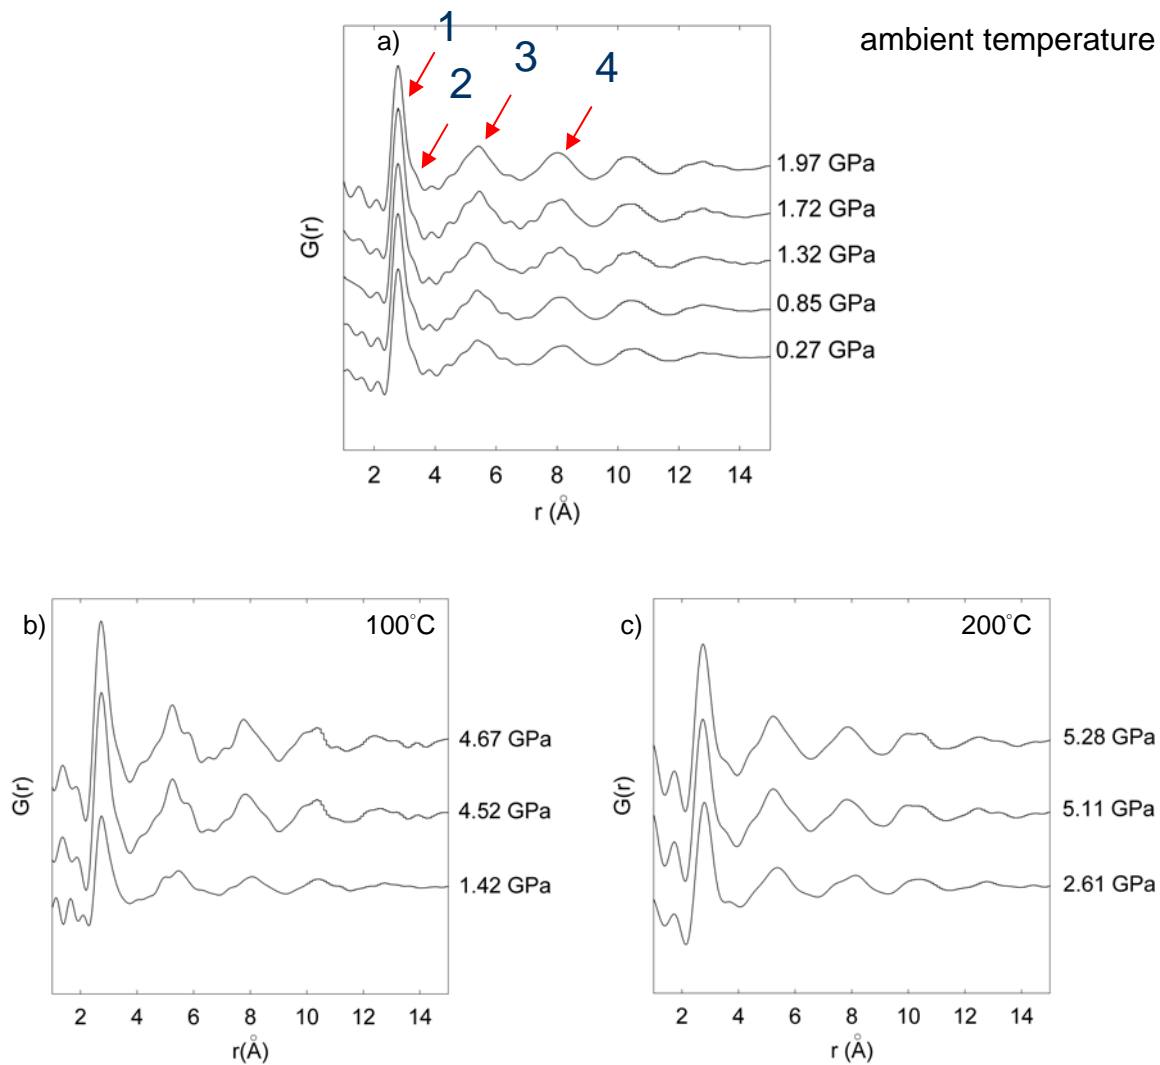 a)
1
2
3
4
ambient temperature
1.97 GPa
1.72 GPa
1.32 GPa
0.85 GPa
0.27 GPa
G(r)
2 4 6 8 10 12 14
r (Å)
b)
100°C
4.67 GPa
4.52 GPa
1.42 GPa
G(r)
2 4 6 8 10 12 14
r(Å)
c)
200°C
5.28 GPa
5.11 GPa
2.61 GPa
G(r)
2 4 6 8 10 12 14
r (Å)